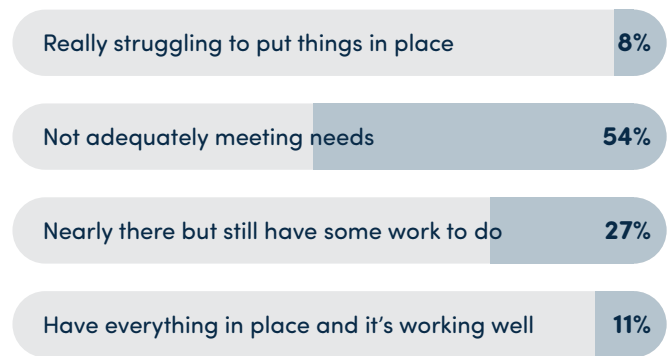 Really struggling to put things in place 8%
Not adequately meeting needs 54%
Nearly there but still have some work to do 27%
Have everything in place and it’s working well 11%